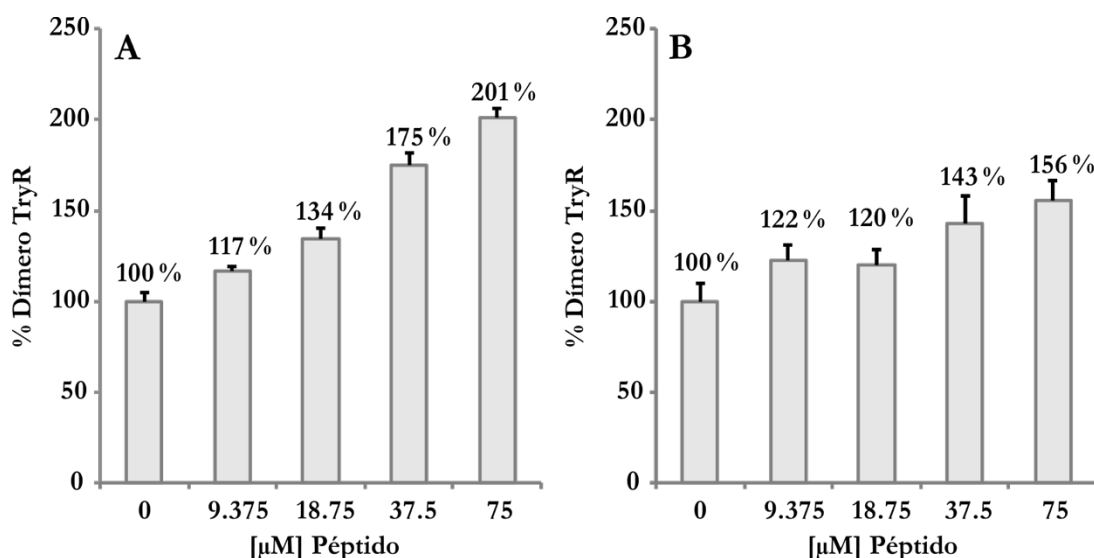 A
% Dímero TryR
250
200
150
100
50
0
100 %
117 %
134 %
175 %
201 %
0 9.375 18.75 37.5 75
[µM] Péptido
B
% Dímero TryR
250
200
150
100
50
0
100 %
122 %
120 %
143 %
156 %
0 9.375 18.75 37.5 75
[µM] Péptido